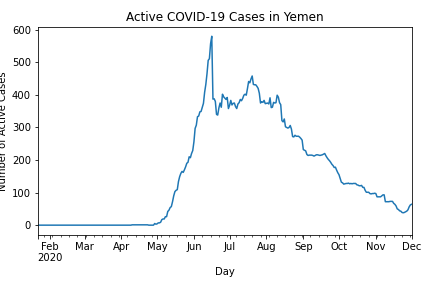 Active COVID-19 Cases in Yemen
Number of Active Cases
600
500
400
300
200
100
0
Feb Mar Apr May Jun Jul Aug Sep Oct Nov Dec
2020
Day